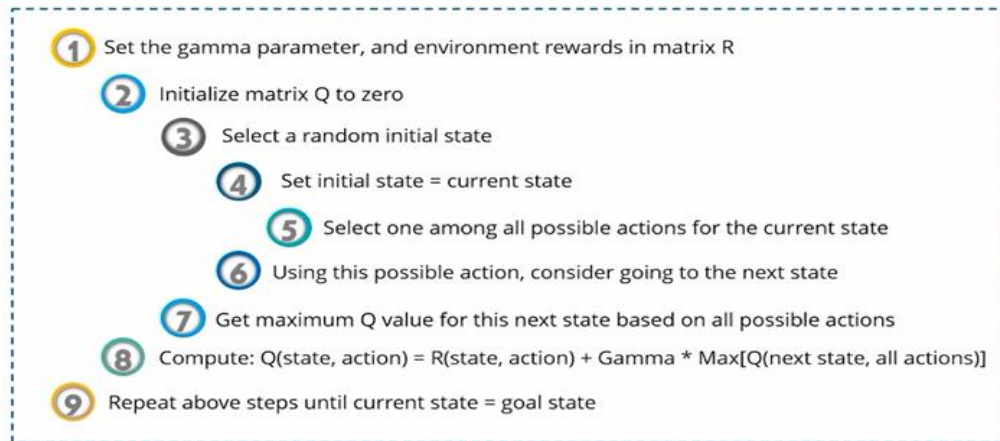 1 Set the gamma parameter, and environment rewards in matrix R
2 Initialize matrix Q to zero
3 Select a random initial state
4 Set initial state = current state
5 Select one among all possible actions for the current state
6 Using this possible action, consider going to the next state
7 Get maximum Q value for this next state based on all possible actions
8 Compute: Q(state, action) = R(state, action) + Gamma * Max[Q(next state, all actions)]
9 Repeat above steps until current state = goal state